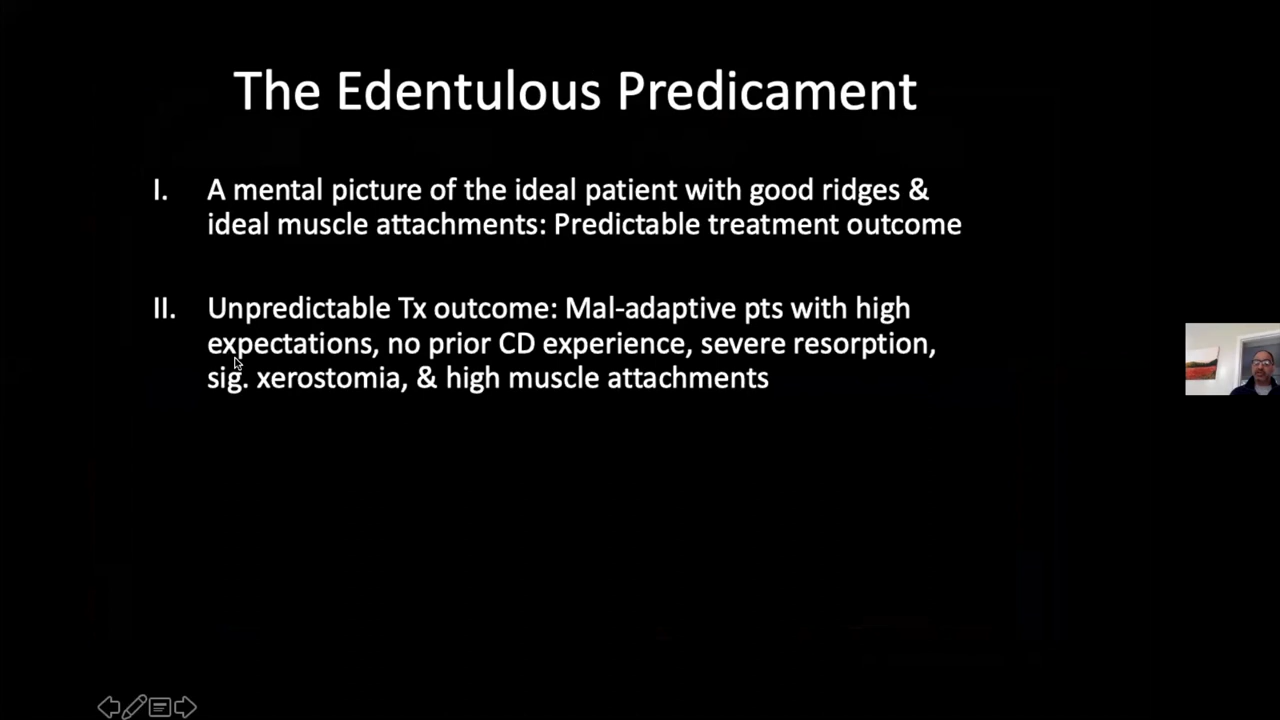 The Edentulous Predicament
I. A mental picture of the ideal patient with good ridges &
ideal muscle attachments: Predictable treatment outcome
II. Unpredictable Tx outcome: Mal-adaptive pts with high
expectations, no prior CD experience, severe resorption,
sig. xerostomia, & high muscle attachments